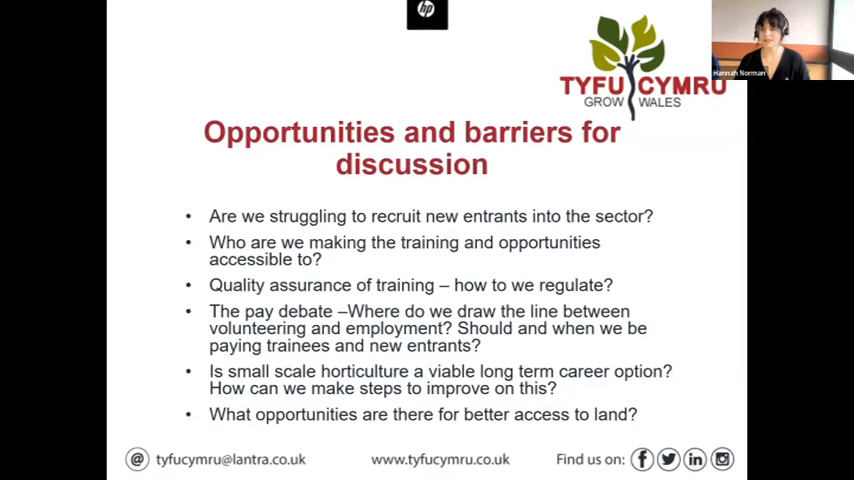 hp
TYFU CYMRU
GROW WALES
Hannah Norman
Opportunities and barriers for
discussion
• Are we struggling to recruit new entrants into the sector?
• Who are we making the training and opportunities
accessible to?
• Quality assurance of training – how to we regulate?
• The pay debate –Where do we draw the line between
volunteering and employment? Should and when we be
paying trainees and new entrants?
• Is small scale horticulture a viable long term career option?
How can we make steps to improve on this?
• What opportunities are there for better access to land?
@ tyfucymru@lantra.co.uk www.tyfucymru.co.uk Find us on: f in